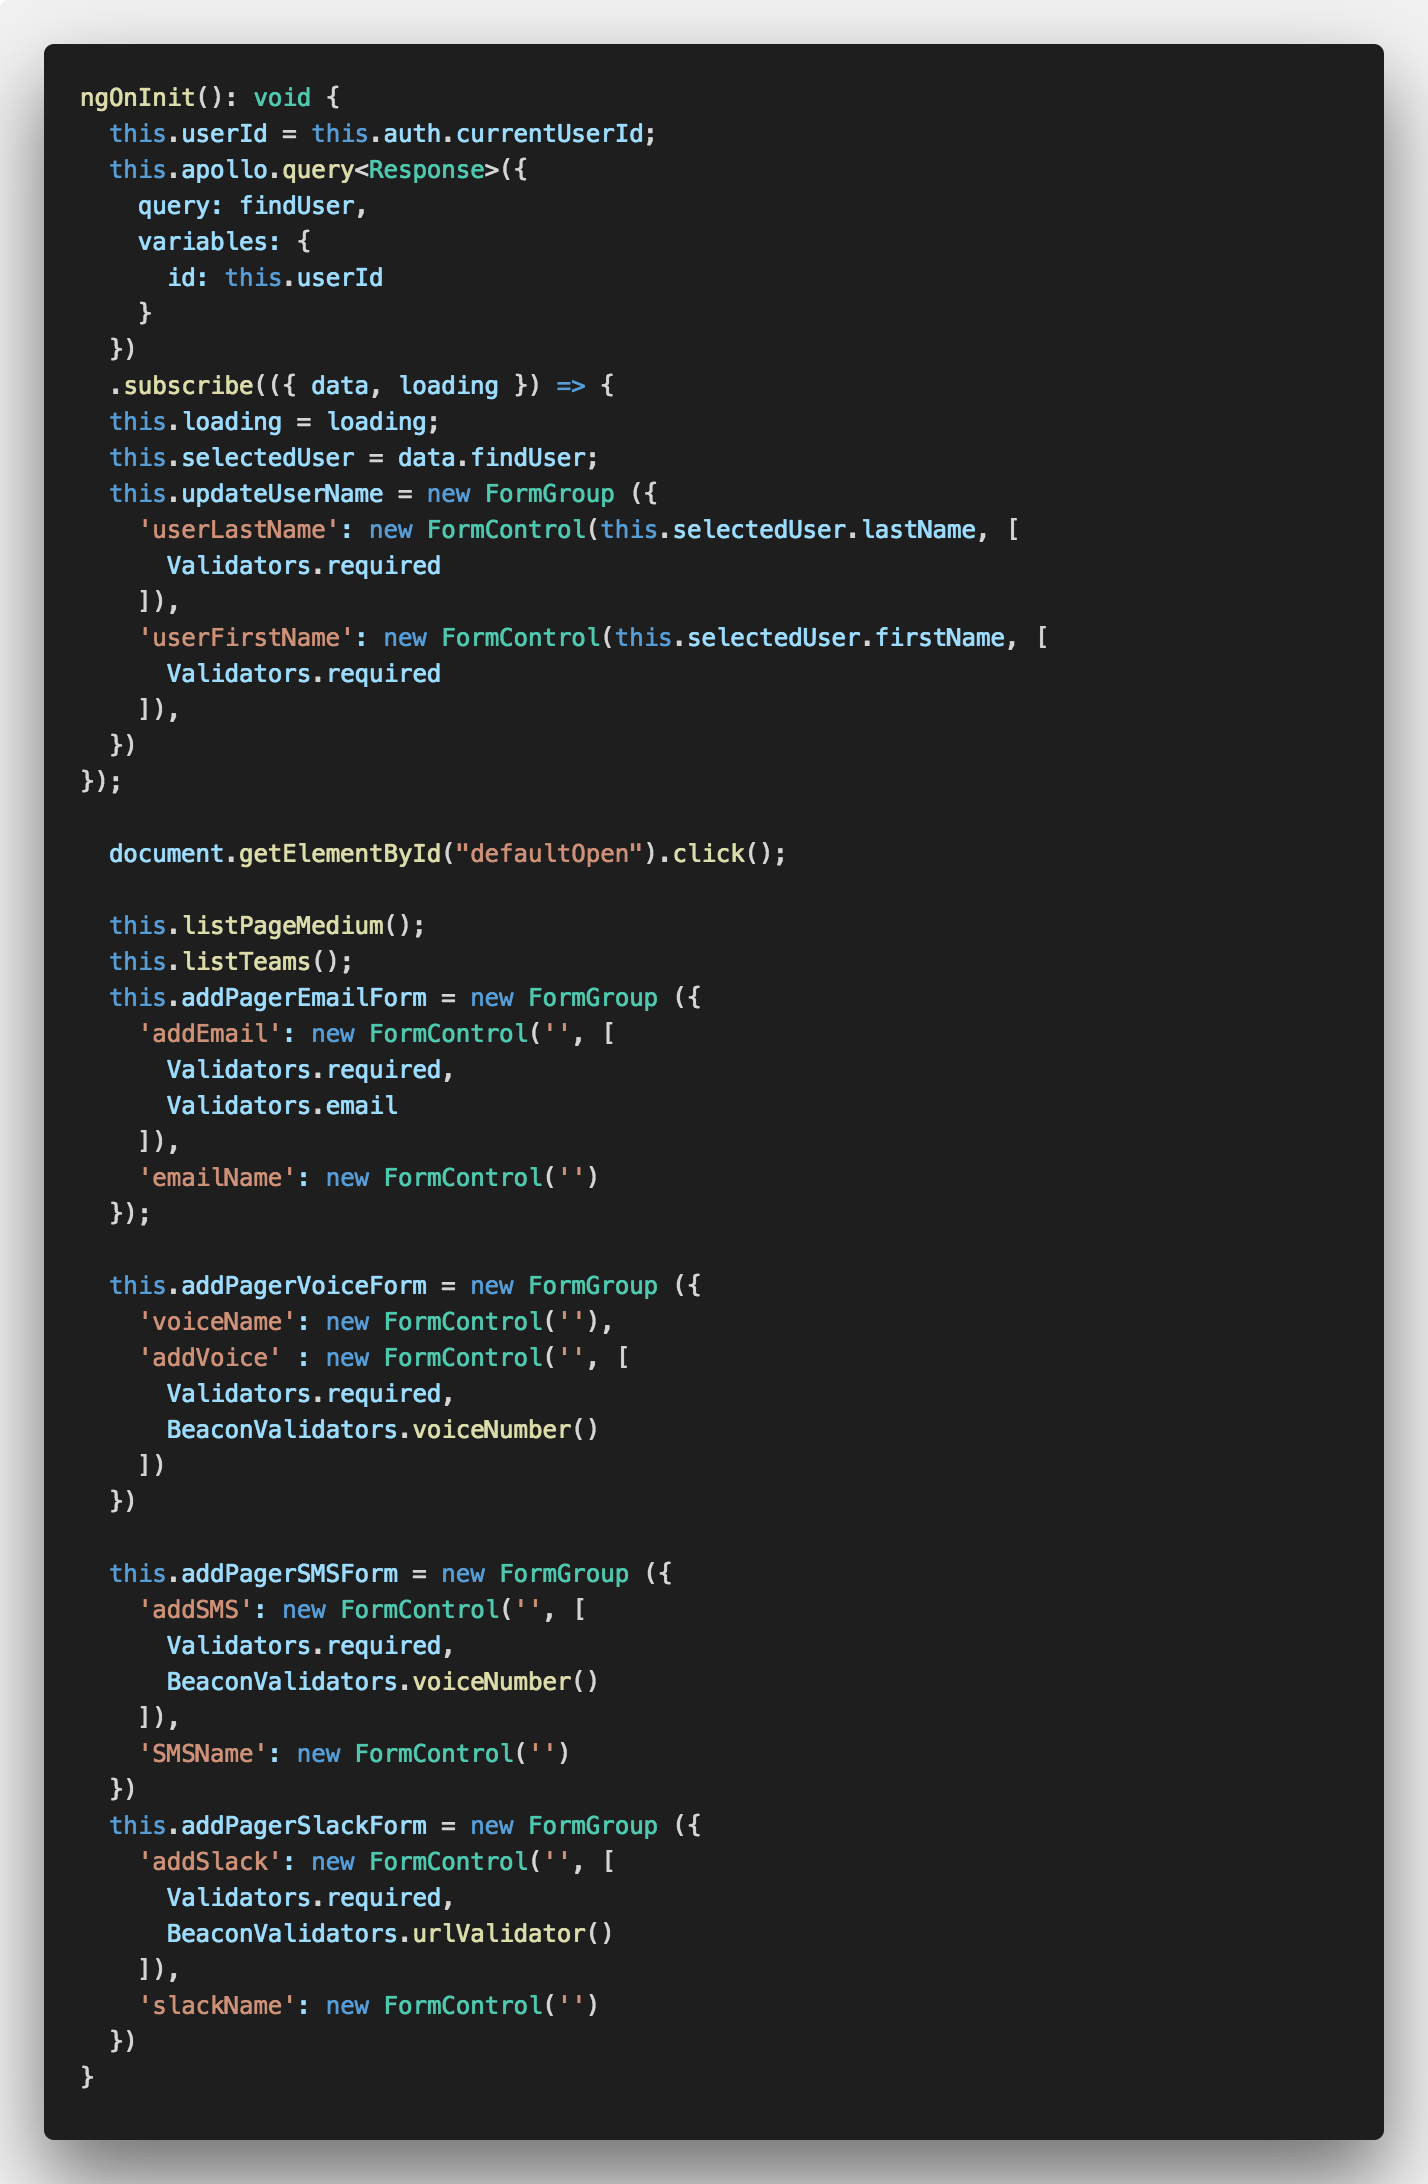 ngOnInit(): void {
  this.userId = this.auth.currentUserId;
  this.apollo.query<Response>({
    query: findUser,
    variables: {
      id: this.userId
    }
  })
  .subscribe(({ data, loading }) => {
  this.loading = loading;
  this.selectedUser = data.findUser;
  this.updateUserName = new FormGroup ({
    'userLastName': new FormControl(this.selectedUser.lastName, [
      Validators.required
    ]),
    'userFirstName': new FormControl(this.selectedUser.firstName, [
      Validators.required
    ]),
  })
});

  document.getElementById("defaultOpen").click();

  this.listPageMedium();
  this.listTeams();
  this.addPagerEmailForm = new FormGroup ({
    'addEmail': new FormControl('', [
      Validators.required,
      Validators.email
    ]),
    'emailName': new FormControl('')
  });

  this.addPagerVoiceForm = new FormGroup ({
    'voiceName': new FormControl(''),
    'addVoice' : new FormControl('', [
      Validators.required,
      BeaconValidators.voiceNumber()
    ])
  })

  this.addPagerSMSForm = new FormGroup ({
    'addSMS': new FormControl('', [
      Validators.required,
      BeaconValidators.voiceNumber()
    ]),
    'SMSName': new FormControl('')
  })
  this.addPagerSlackForm = new FormGroup ({
    'addSlack': new FormControl('', [
      Validators.required,
      BeaconValidators.urlValidator()
    ]),
    'slackName': new FormControl('')
  })
}